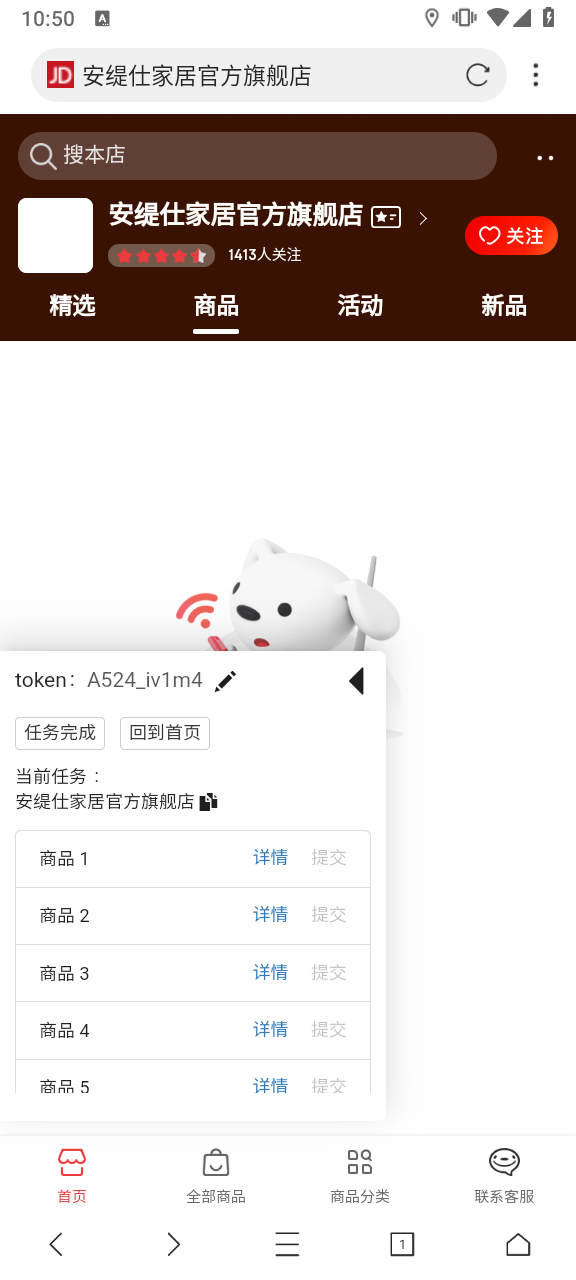 10:50
A
JD 安缇仕家居官方旗舰店
搜本店
安缇仕家居官方旗舰店
1413人关注
关注
精选 商品 活动 新品
token: A524_iv1m4
任务完成 回到首页
当前任务:
安缇仕家居官方旗舰店
商品 1 详情 提交
商品 2 详情 提交
商品 3 详情 提交
商品 4 详情 提交
商品 5 详情 提交
首页 全部商品 商品分类 联系客服
1